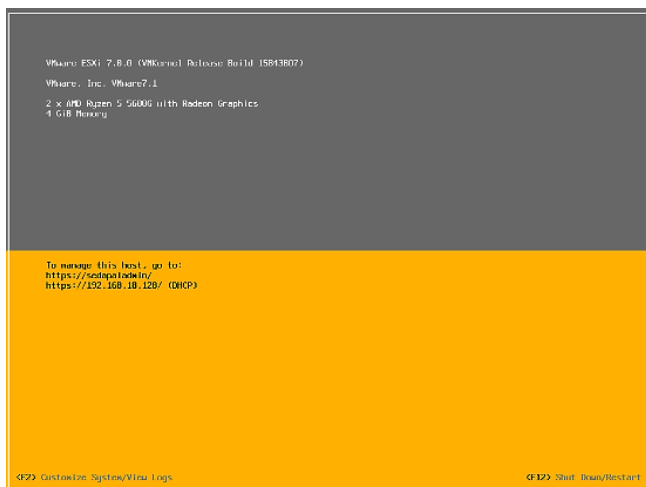 VMware ESXi 7.0.0 (VMKernel Release Build 15843807)
VMware, Inc. VMware7,1
2 x AMD Ryzen 5 5600G with Radeon Graphics
4 GiB Memory
To manage this host, go to:
https://sedapaladmin/
https://192.168.18.128/ (DHCP)
<F2> Customize System/View Logs
<F12> Shut Down/Restart